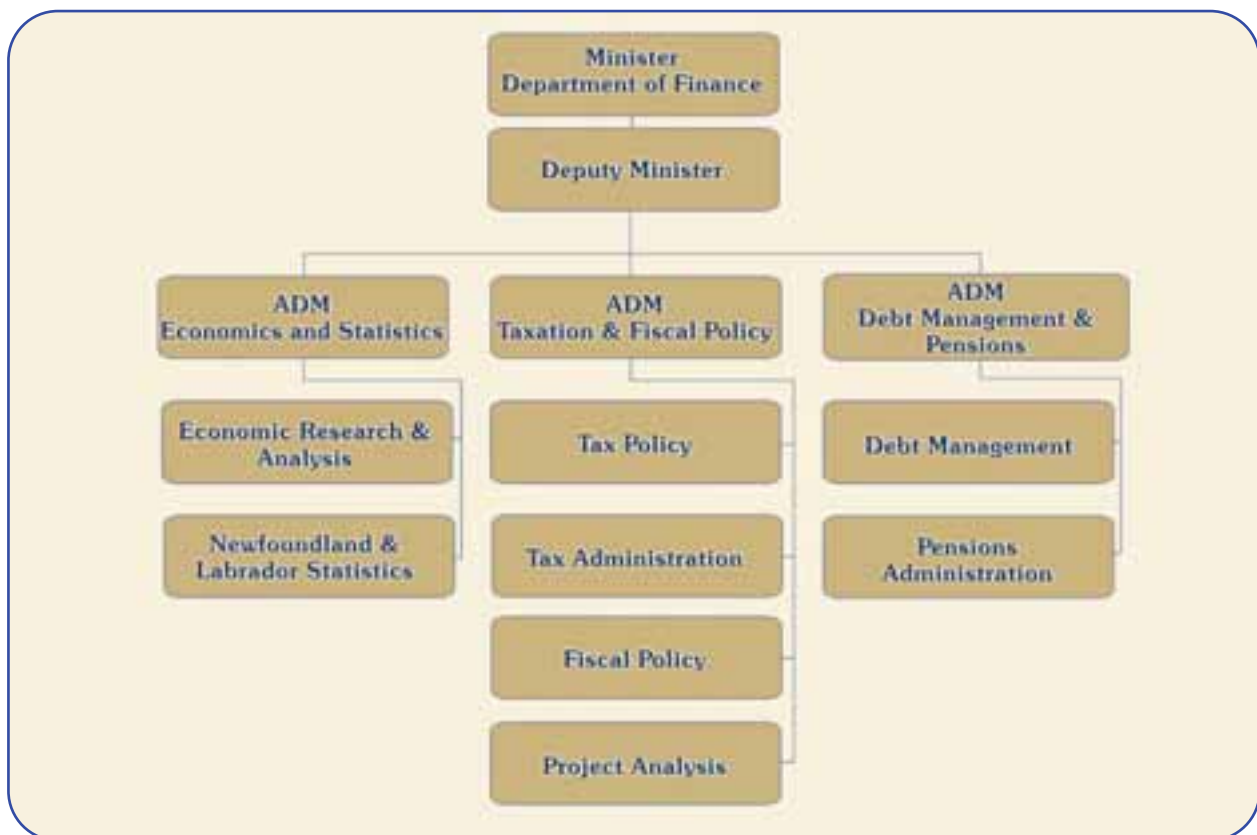 Minister
Department of Finance
Deputy Minister
ADM
Economics and Statistics
ADM
Taxation & Fiscal Policy
ADM
Debt Management &
Pensions
Economic Research &
Analysis
Newfoundland &
Labrador Statistics
Tax Policy
Tax Administration
Fiscal Policy
Project Analysis
Debt Management
Pensions
Administration